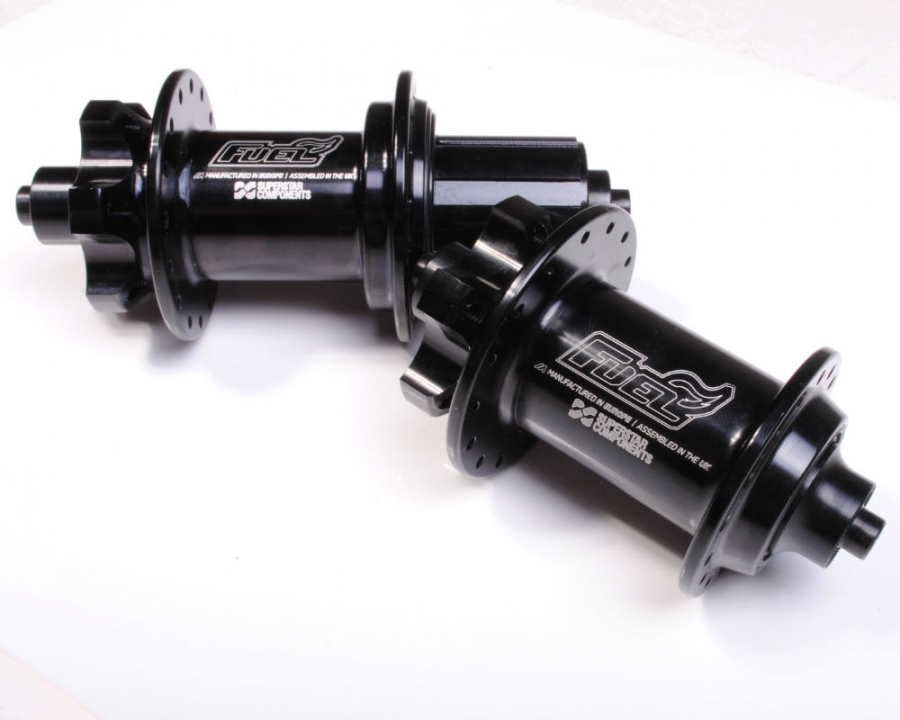 FUEL
MANUFACTURED IN EUROPE | ASSEMBLED IN THE UK
SUPERSTAR
COMPONENTS
FUEL
MANUFACTURED IN EUROPE | ASSEMBLED IN THE UK
SUPERSTAR
COMPONENTS